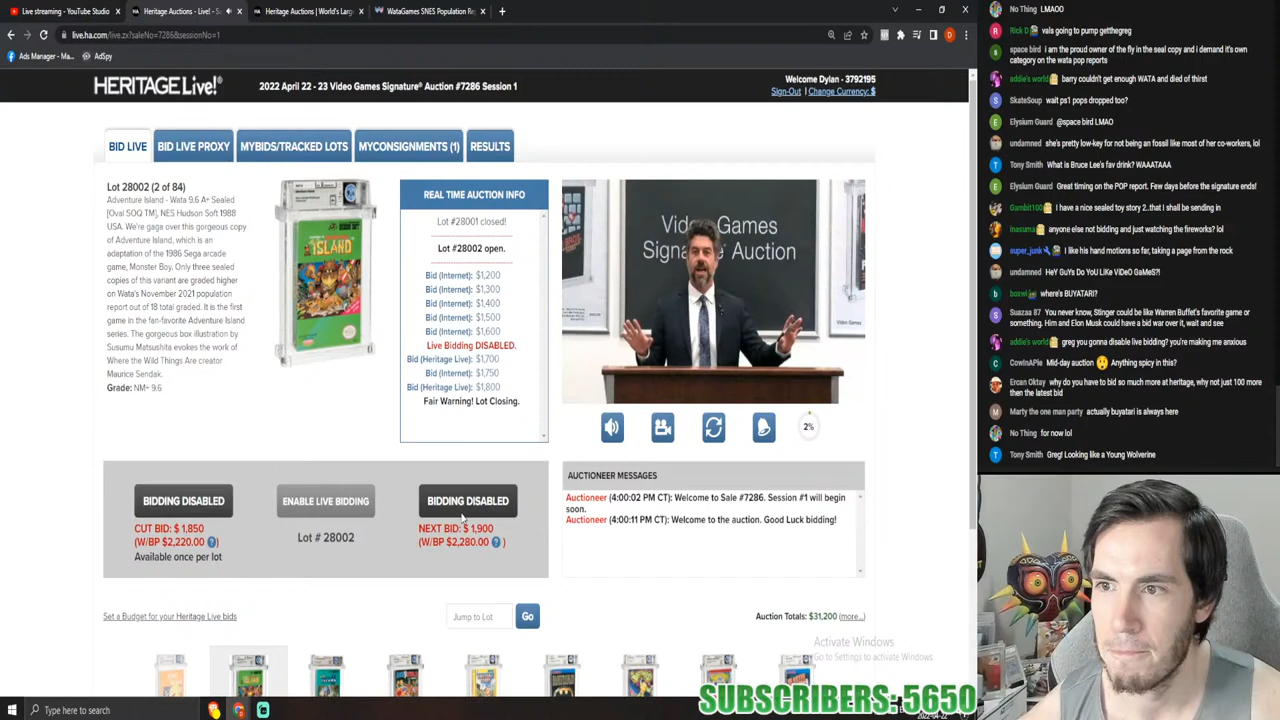 Live streaming - YouTube Studio
Heritage Auctions - Live! - S
Heritage Auctions | World's Larg
WataGames SNES Population Re
live.ha.com/live.zx?saleNo=7286&sessionNo=1
Ads Manager - Ma...
AdSpy
HERITAGE Live!
2022 April 22 - 23 Video Games Signature® Auction #7286 Session 1
Welcome Dylan - 3792195
Sign-Out | Change Currency: $
BID LIVE
BID LIVE PROXY
MYBIDS/TRACKED LOTS
MYCONSIGNMENTS (1)
RESULTS
Lot 28002 (2 of 84)
Adventure Island - Wata 9.6 A+ Sealed
[Oval SOQ TM], NES Hudson Soft 1988
USA. We're gaga over this gorgeous copy
of Adventure Island, which is an
adaptation of the 1986 Sega arcade
game, Monster Boy. Only three sealed
copies of this variant are graded higher
on Wata's November 2021 population
report out of 18 total graded. It is the first
game in the fan-favorite Adventure Island
series. The gorgeous box illustration by
Susumu Matsushita evokes the work of
Where the Wild Things Are creator
Maurice Sendak.
Grade: NM+ 9.6
ISLAND
REAL TIME AUCTION INFO
Lot #28001 closed!
Lot #28002 open.
Bid (Internet): $1,200
Bid (Internet): $1,300
Bid (Internet): $1,400
Bid (Internet): $1,500
Bid (Internet): $1,600
Live Bidding DISABLED.
Bid (Heritage Live): $1,700
Bid (Internet): $1,750
Bid (Heritage Live): $1,800
Fair Warning! Lot Closing.
Video Games
Signature Auction
Video Games
2%
BIDDING DISABLED
CUT BID: $ 1,850
(W/BP $2,220.00 ?)
Available once per lot
ENABLE LIVE BIDDING
Lot # 28002
BIDDING DISABLED
NEXT BID: $ 1,900
(W/BP $2,280.00 ?)
AUCTIONEER MESSAGES
Auctioneer (4:00:02 PM CT): Welcome to Sale #7286. Session #1 will begin
soon.
Auctioneer (4:00:11 PM CT): Welcome to the auction. Good Luck bidding!
Set a Budget for your Heritage Live bids
Jump to Lot
Go
Auction Totals: $31,200 (more...)
Activate Windows
Go to Settings to activate Windows.
Type here to search
SUBSCRIBERS: 5650
No Thing LMAOO
Rick D vals going to pump getthegreg
space bird i am the proud owner of the fly in the seal copy and i demand it's own
category on the wata pop reports
addie's world barry couldn't get enough WATA and died of thirst
SkateSoup wait ps1 pops dropped too?
Elysium Guard @space bird LMAO
undamned she's pretty low-key for not being an fossil like most of her co-workers, lol
Tony Smith What is Bruce Lee's fav drink? WAAATAAA
Elysium Guard Great timing on the POP report. Few days before the signature ends!
Gambit100 I have a nice sealed toy story 2..that I shall be sending in
inasuma anyone else not bidding and just watching the fireworks? lol
super_junk I like his hand motions so far, taking a page from the rock
undamned HeY GUyS Do YoU LiKe ViDeO GaMeS?!
boxwl where's BUYATARI?
Suazaa 87 You never know, Stinger could be like Warren Buffet's favorite game or
something. Him and Elon Musk could have a bid war over it, wait and see
addie's world greg you gonna disable live bidding? you're making me anxious
CowInAPie Mid-day auction Anything spicy in this?
Ercan Oktay why do you have to bid so much more at heritage, why not just 100 more
then the latest bid
Marty the one man party actually buyatari is always here
No Thing for now lol
Tony Smith Greg! Looking like a Young Wolverine